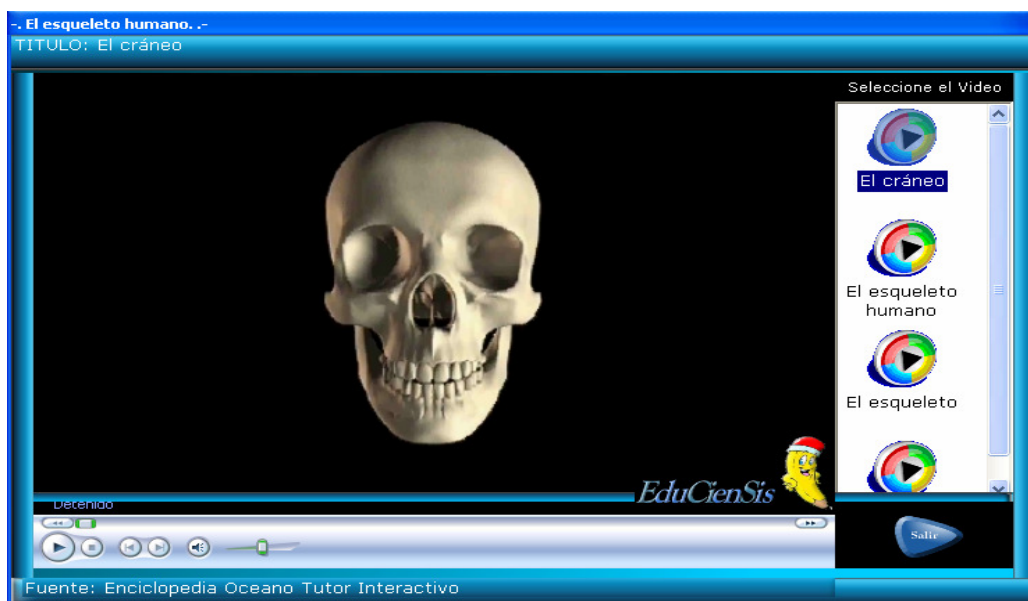 -. El esqueleto humano. .-
TITULO: El cráneo
Seleccione el Video
El cráneo
El esqueleto
humano
El esqueleto
EduCienSis
Detenido
Salir
Fuente: Enciclopedia Oceano Tutor Interactivo